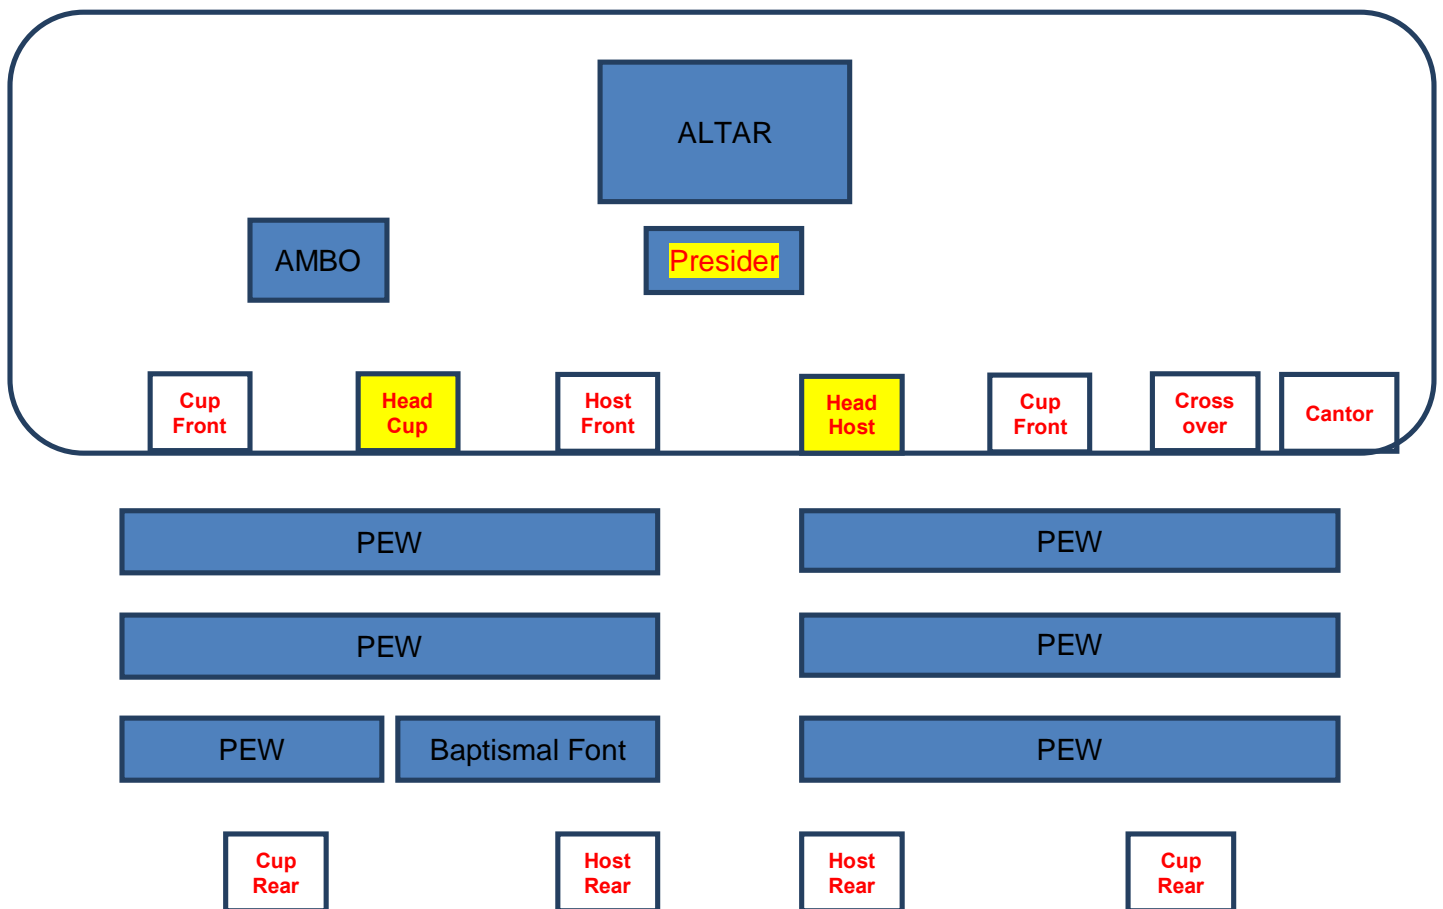 ALTAR
AMBO
Presider
Cup
Front
Head
Cup
Host
Front
Head
Host
Cup
Front
Cross
over
Cantor
PEW
PEW
PEW
PEW
PEW
Baptismal Font
PEW
Cup
Rear
Host
Rear
Host
Rear
Cup
Rear